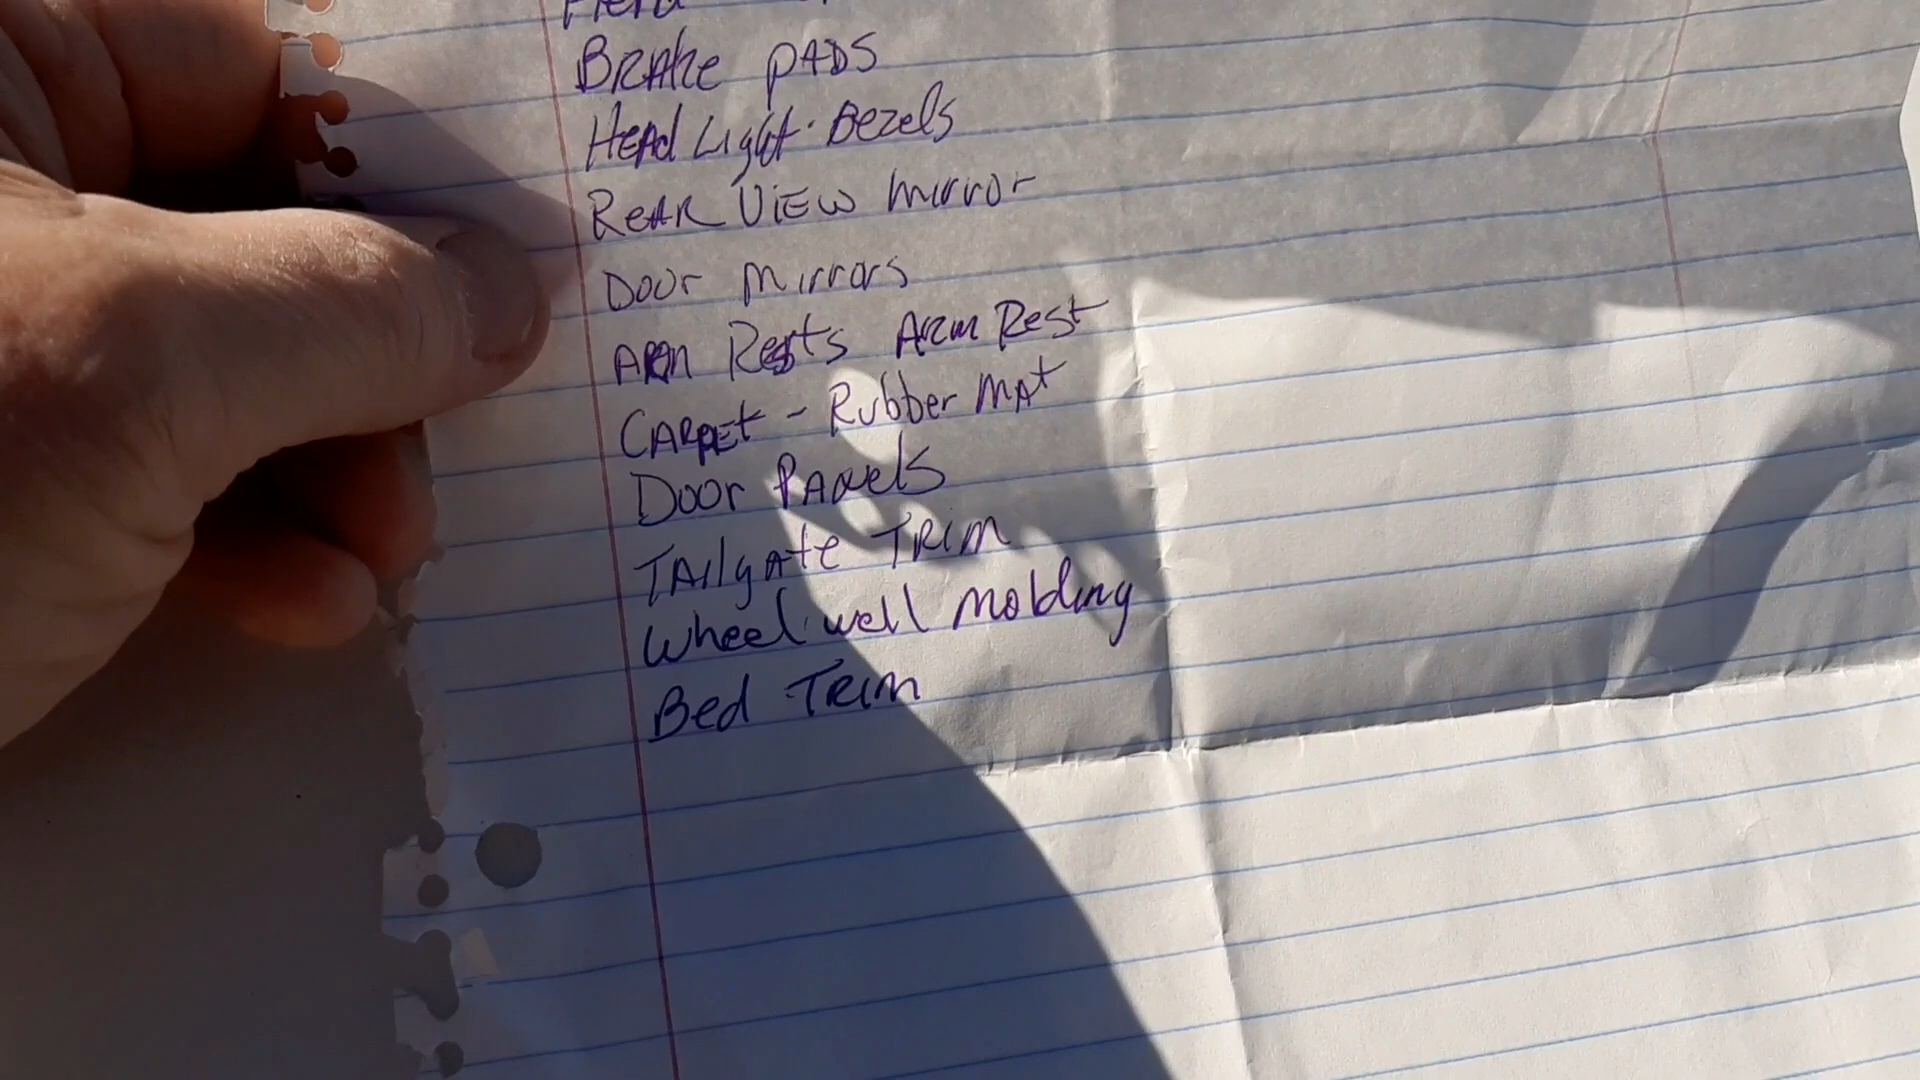 Brake PADS
Head Light Bezels
Rear View Mirror
Door Mirrors
Arm Rests Arm Rest
Carpet - Rubber Mat
Door Panels
Tailgate Trim
Wheel well Molding
Bed Trim